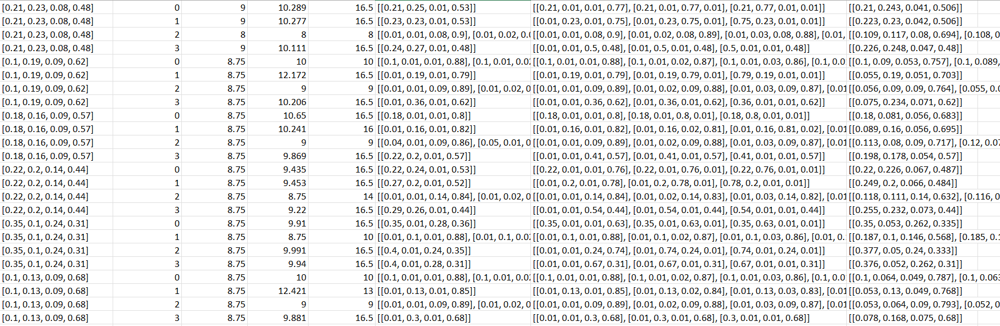 [0.21, 0.23, 0.08, 0.48] 0 9 10.289 16.5 [[0.21, 0.25, 0.01, 0.53]] [[0.21, 0.01, 0.01, 0.77], [0.21, 0.01, 0.77, 0.01], [0.21, 0.77, 0.01, 0.01]] [[0.21, 0.243, 0.041, 0.506]]
[0.21, 0.23, 0.08, 0.48] 1 9 10.277 16.5 [[0.23, 0.23, 0.01, 0.53]] [[0.01, 0.23, 0.01, 0.75], [0.01, 0.23, 0.75, 0.01], [0.75, 0.23, 0.01, 0.01]] [[0.223, 0.23, 0.042, 0.506]]
[0.21, 0.23, 0.08, 0.48] 2 8 8 8 [[0.01, 0.01, 0.08, 0.9], [0.01, 0.02, 0.0 [[0.01, 0.01, 0.08, 0.9], [0.01, 0.02, 0.08, 0.89], [0.01, 0.03, 0.08, 0.88], [0.01, [[0.109, 0.117, 0.08, 0.694], [0.108, 0
[0.21, 0.23, 0.08, 0.48] 3 9 10.111 16.5 [[0.24, 0.27, 0.01, 0.48]] [[0.01, 0.01, 0.5, 0.48], [0.01, 0.5, 0.01, 0.48], [0.5, 0.01, 0.01, 0.48]] [[0.226, 0.248, 0.047, 0.48]]
[0.1, 0.19, 0.09, 0.62] 0 8.75 10 10 [[0.1, 0.01, 0.01, 0.88], [0.1, 0.01, 0.02 [[0.1, 0.01, 0.01, 0.88], [0.1, 0.01, 0.02, 0.87], [0.1, 0.01, 0.03, 0.86], [0.1, 0.0 [[0.1, 0.09, 0.053, 0.757], [0.1, 0.089,
[0.1, 0.19, 0.09, 0.62] 1 8.75 12.172 16.5 [[0.01, 0.19, 0.01, 0.79]] [[0.01, 0.19, 0.01, 0.79], [0.01, 0.19, 0.79, 0.01], [0.79, 0.19, 0.01, 0.01]] [[0.055, 0.19, 0.051, 0.703]]
[0.1, 0.19, 0.09, 0.62] 2 8.75 9 9 [[0.01, 0.01, 0.09, 0.89], [0.01, 0.02, 0 [[0.01, 0.01, 0.09, 0.89], [0.01, 0.02, 0.09, 0.88], [0.01, 0.03, 0.09, 0.87], [0.01 [[0.056, 0.09, 0.09, 0.764], [0.055, 0.0
[0.1, 0.19, 0.09, 0.62] 3 8.75 10.206 16.5 [[0.01, 0.36, 0.01, 0.62]] [[0.01, 0.01, 0.36, 0.62], [0.01, 0.36, 0.01, 0.62], [0.36, 0.01, 0.01, 0.62]] [[0.075, 0.234, 0.071, 0.62]]
[0.18, 0.16, 0.09, 0.57] 0 8.75 10.65 16.5 [[0.18, 0.01, 0.01, 0.8]] [[0.18, 0.01, 0.01, 0.8], [0.18, 0.01, 0.8, 0.01], [0.18, 0.8, 0.01, 0.01]] [[0.18, 0.081, 0.056, 0.683]]
[0.18, 0.16, 0.09, 0.57] 1 8.75 10.241 16 [[0.01, 0.16, 0.01, 0.82]] [[0.01, 0.16, 0.01, 0.82], [0.01, 0.16, 0.02, 0.81], [0.01, 0.16, 0.81, 0.02], [0.01 [[0.089, 0.16, 0.056, 0.695]]
[0.18, 0.16, 0.09, 0.57] 2 8.75 9 9 [[0.04, 0.01, 0.09, 0.86], [0.05, 0.01, 0 [[0.01, 0.01, 0.09, 0.89], [0.01, 0.02, 0.09, 0.88], [0.01, 0.03, 0.09, 0.87], [0.01 [[0.113, 0.08, 0.09, 0.717], [0.12, 0.07
[0.18, 0.16, 0.09, 0.57] 3 8.75 9.869 16.5 [[0.22, 0.2, 0.01, 0.57]] [[0.01, 0.01, 0.41, 0.57], [0.01, 0.41, 0.01, 0.57], [0.41, 0.01, 0.01, 0.57]] [[0.198, 0.178, 0.054, 0.57]]
[0.22, 0.2, 0.14, 0.44] 0 8.75 9.435 16.5 [[0.22, 0.24, 0.01, 0.53]] [[0.22, 0.01, 0.01, 0.76], [0.22, 0.01, 0.76, 0.01], [0.22, 0.76, 0.01, 0.01]] [[0.22, 0.226, 0.067, 0.487]]
[0.22, 0.2, 0.14, 0.44] 1 8.75 9.453 16.5 [[0.27, 0.2, 0.01, 0.52]] [[0.01, 0.2, 0.01, 0.78], [0.01, 0.2, 0.78, 0.01], [0.78, 0.2, 0.01, 0.01]] [[0.249, 0.2, 0.066, 0.484]]
[0.22, 0.2, 0.14, 0.44] 2 8.75 8.75 14 [[0.01, 0.01, 0.14, 0.84], [0.01, 0.02, 0 [[0.01, 0.01, 0.14, 0.84], [0.01, 0.02, 0.14, 0.83], [0.01, 0.03, 0.14, 0.82], [0.01 [[0.118, 0.111, 0.14, 0.632], [0.116, 0
[0.22, 0.2, 0.14, 0.44] 3 8.75 9.22 16.5 [[0.29, 0.26, 0.01, 0.44]] [[0.01, 0.01, 0.54, 0.44], [0.01, 0.54, 0.01, 0.44], [0.54, 0.01, 0.01, 0.44]] [[0.255, 0.232, 0.073, 0.44]]
[0.35, 0.1, 0.24, 0.31] 0 8.75 9.91 16.5 [[0.35, 0.01, 0.28, 0.36]] [[0.35, 0.01, 0.01, 0.63], [0.35, 0.01, 0.63, 0.01], [0.35, 0.63, 0.01, 0.01]] [[0.35, 0.053, 0.262, 0.335]]
[0.35, 0.1, 0.24, 0.31] 1 8.75 8.75 10 [[0.01, 0.1, 0.01, 0.88], [0.01, 0.1, 0.02 [[0.01, 0.1, 0.01, 0.88], [0.01, 0.1, 0.02, 0.87], [0.01, 0.1, 0.03, 0.86], [0.01, 0. [[0.187, 0.1, 0.146, 0.568], [0.185, 0.1
[0.35, 0.1, 0.24, 0.31] 2 8.75 9.991 16.5 [[0.4, 0.01, 0.24, 0.35]] [[0.01, 0.01, 0.24, 0.74], [0.01, 0.74, 0.24, 0.01], [0.74, 0.01, 0.24, 0.01]] [[0.377, 0.05, 0.24, 0.333]]
[0.35, 0.1, 0.24, 0.31] 3 8.75 9.94 16.5 [[0.4, 0.01, 0.28, 0.31]] [[0.01, 0.01, 0.67, 0.31], [0.01, 0.67, 0.01, 0.31], [0.67, 0.01, 0.01, 0.31]] [[0.376, 0.052, 0.262, 0.31]]
[0.1, 0.13, 0.09, 0.68] 0 8.75 10 10 [[0.1, 0.01, 0.01, 0.88], [0.1, 0.01, 0.02 [[0.1, 0.01, 0.01, 0.88], [0.1, 0.01, 0.02, 0.87], [0.1, 0.01, 0.03, 0.86], [0.1, 0.0 [[0.1, 0.064, 0.049, 0.787], [0.1, 0.063
[0.1, 0.13, 0.09, 0.68] 1 8.75 12.421 13 [[0.01, 0.13, 0.01, 0.85]] [[0.01, 0.13, 0.01, 0.85], [0.01, 0.13, 0.02, 0.84], [0.01, 0.13, 0.03, 0.83], [0.01 [[0.053, 0.13, 0.049, 0.768]]
[0.1, 0.13, 0.09, 0.68] 2 8.75 9 9 [[0.01, 0.01, 0.09, 0.89], [0.01, 0.02, 0 [[0.01, 0.01, 0.09, 0.89], [0.01, 0.02, 0.09, 0.88], [0.01, 0.03, 0.09, 0.87], [0.01 [[0.053, 0.064, 0.09, 0.793], [0.052, 0
[0.1, 0.13, 0.09, 0.68] 3 8.75 9.881 16.5 [[0.01, 0.3, 0.01, 0.68]] [[0.01, 0.01, 0.3, 0.68], [0.01, 0.3, 0.01, 0.68], [0.3, 0.01, 0.01, 0.68]] [[0.078, 0.168, 0.075, 0.68]]